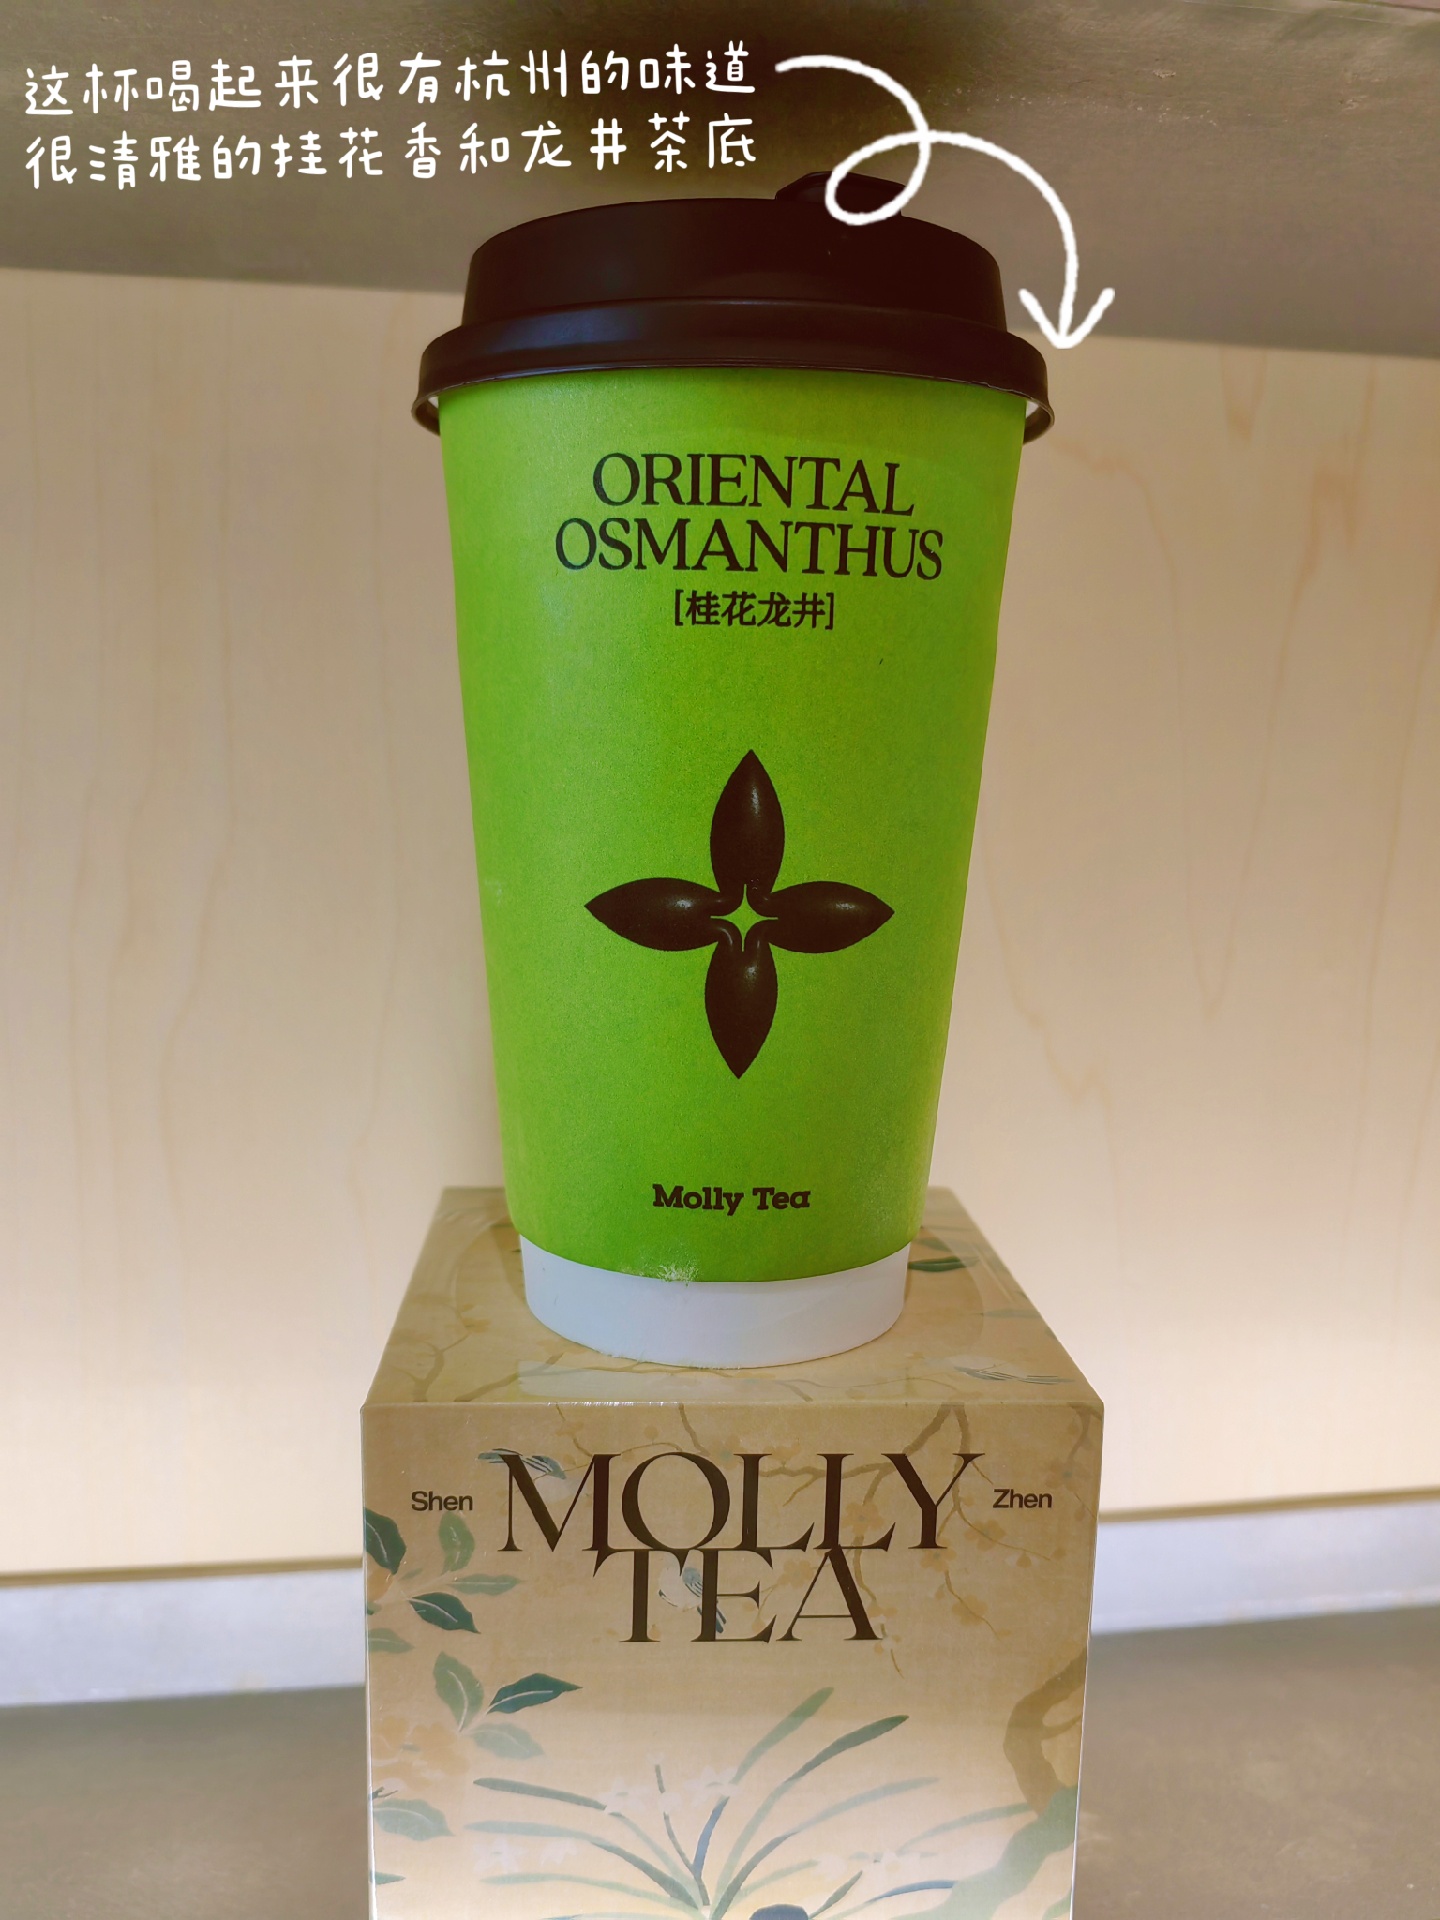 这杯喝起来很有杭州的味道
很清雅的挂花香和龙井茶底
ORIENTAL
OSMANTHUS
[桂花龙井]
Molly Tea
Shen
MOLLY
Zhen
TEA